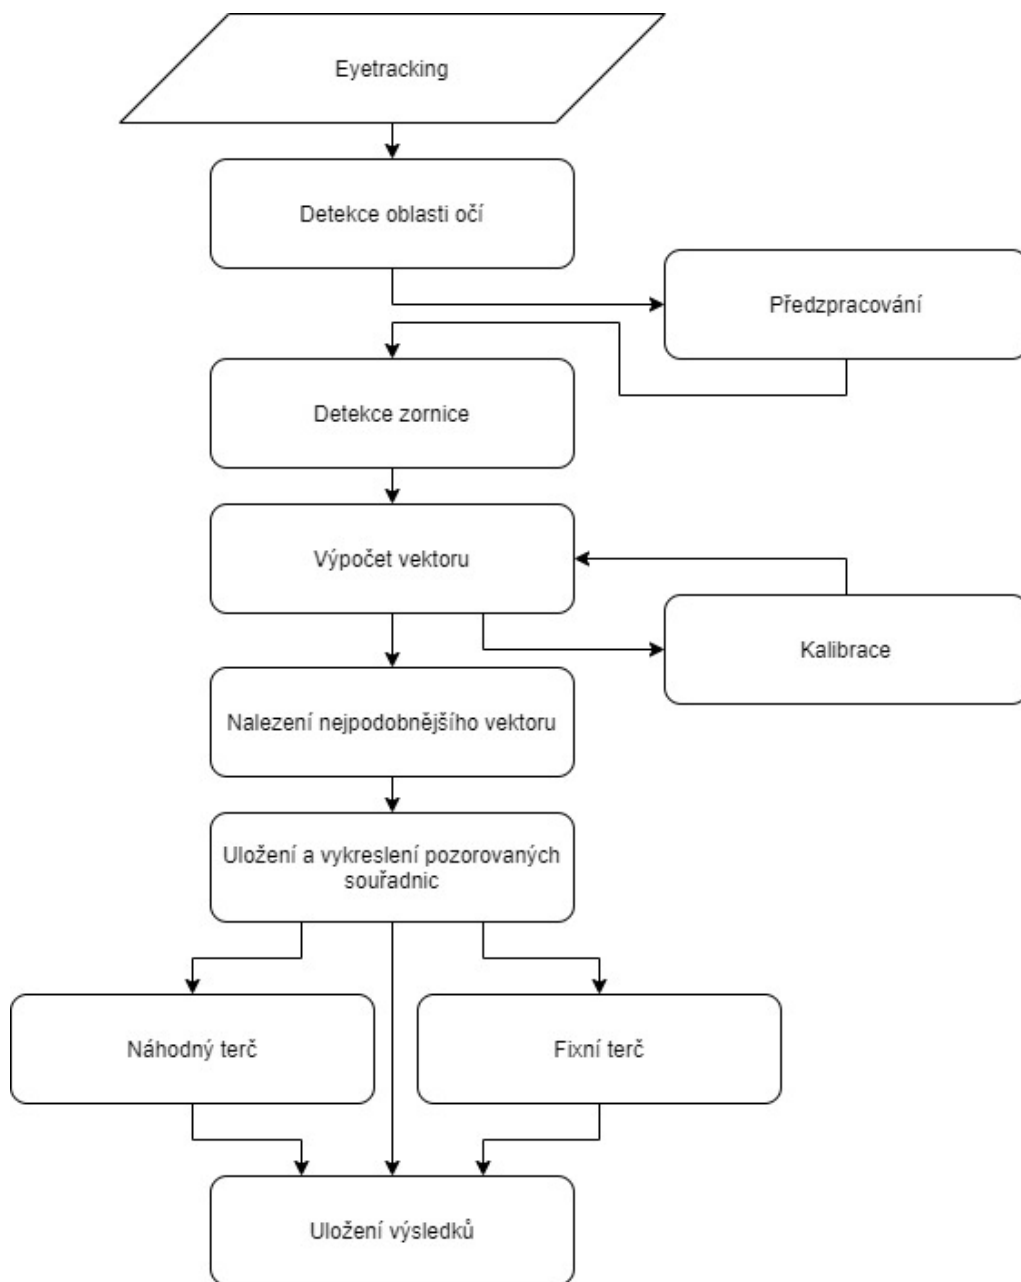 Eyetracking
Detekce oblasti očí
Předzpracování
Detekce zornice
Výpočet vektoru
Kalibrace
Nalezení nejpodobnějšího vektoru
Uložení a vykreslení pozorovaných
souřadnic
Náhodný terč
Fixní terč
Uložení výsledků